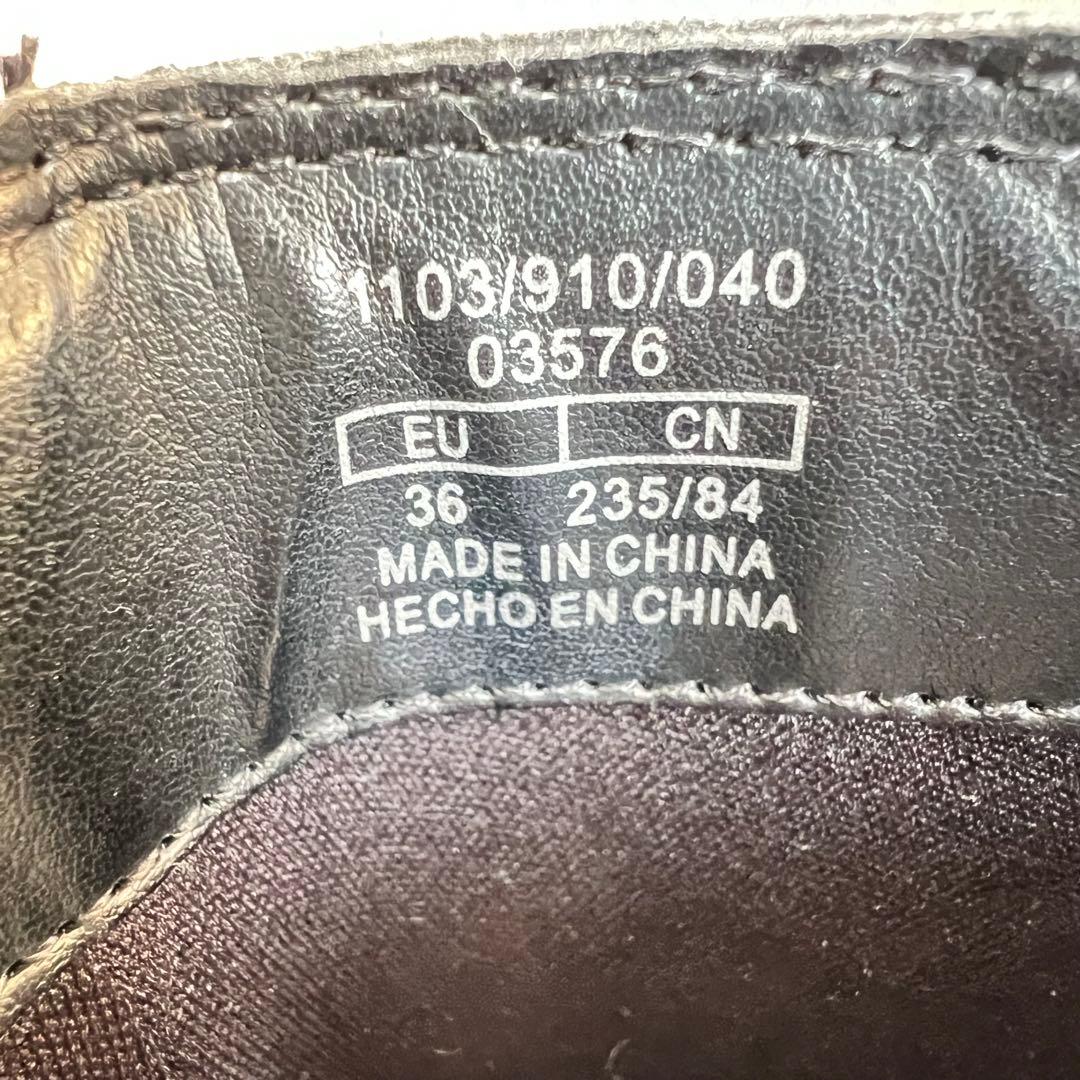 1103/910/040
03576
EU CN
36 235/84
MADE IN CHINA
HECHO EN CHINA